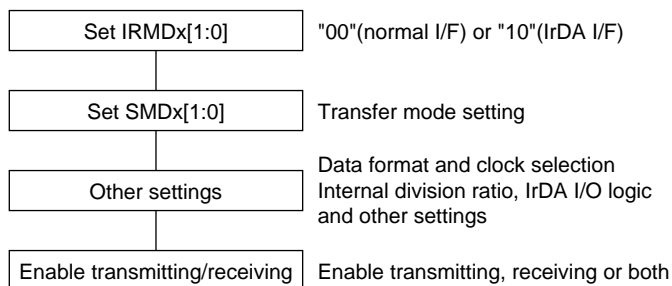 Set IRMDx[1:0]
"00"(normal I/F) or "10"(IrDA I/F)
Set SMDx[1:0]
Transfer mode setting
Other settings
Data format and clock selection
Internal division ratio, IrDA I/O logic
and other settings
Enable transmitting/receiving
Enable transmitting, receiving or both